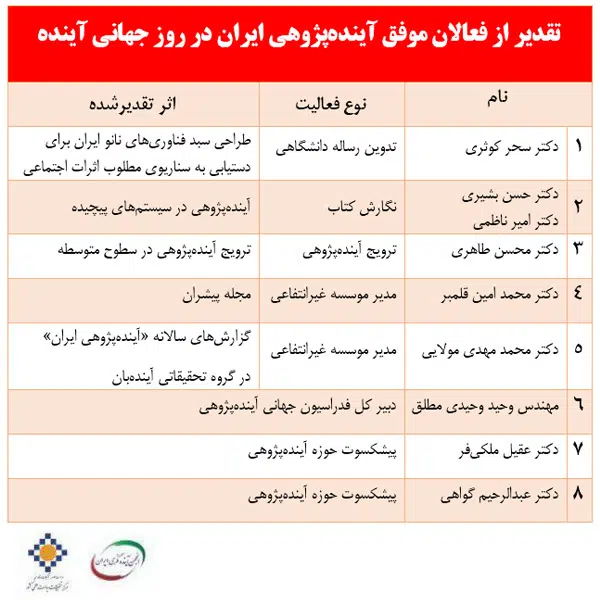 تقدیر از فعالان موفق آینده‌پژوهی ایران در روز جهانی آینده
نام نوع فعالیت اثر تقدیرشده
۱ دکتر سحر کوثری تدوین رساله دانشگاهی طراحی سبد فناوری‌های نانو ایران برای
دستیابی به سناریوی مطلوب اثرات اجتماعی
۲ دکتر حسن بشیری
دکتر امیر ناظمی نگارش کتاب آینده‌پژوهی در سیستم‌های پیچیده
۳ دکتر محسن طاهری ترویج آینده‌پژوهی ترویج آینده‌پژوهی در سطوح متوسطه
۴ دکتر محمد امین قلمبر مدیر موسسه غیرانتفاعی مجله پیشران
۵ دکتر محمد مهدی مولایی مدیر موسسه غیرانتفاعی گزارش‌های سالانه «آینده‌پژوهی ایران»
در گروه تحقیقاتی آینده‌بان
۶ مهندس وحید وحیدی مطلق دبیر کل فدراسیون جهانی آینده‌پژوهی
۷ دکتر عقیل ملکی‌فر پیشکسوت حوزه آینده‌پژوهی
۸ دکتر عبدالرحیم گواهی پیشکسوت حوزه آینده‌پژوهی
انجمن آینده‌نگری ایران
مرکز تحقیقات سیاست علمی کشور